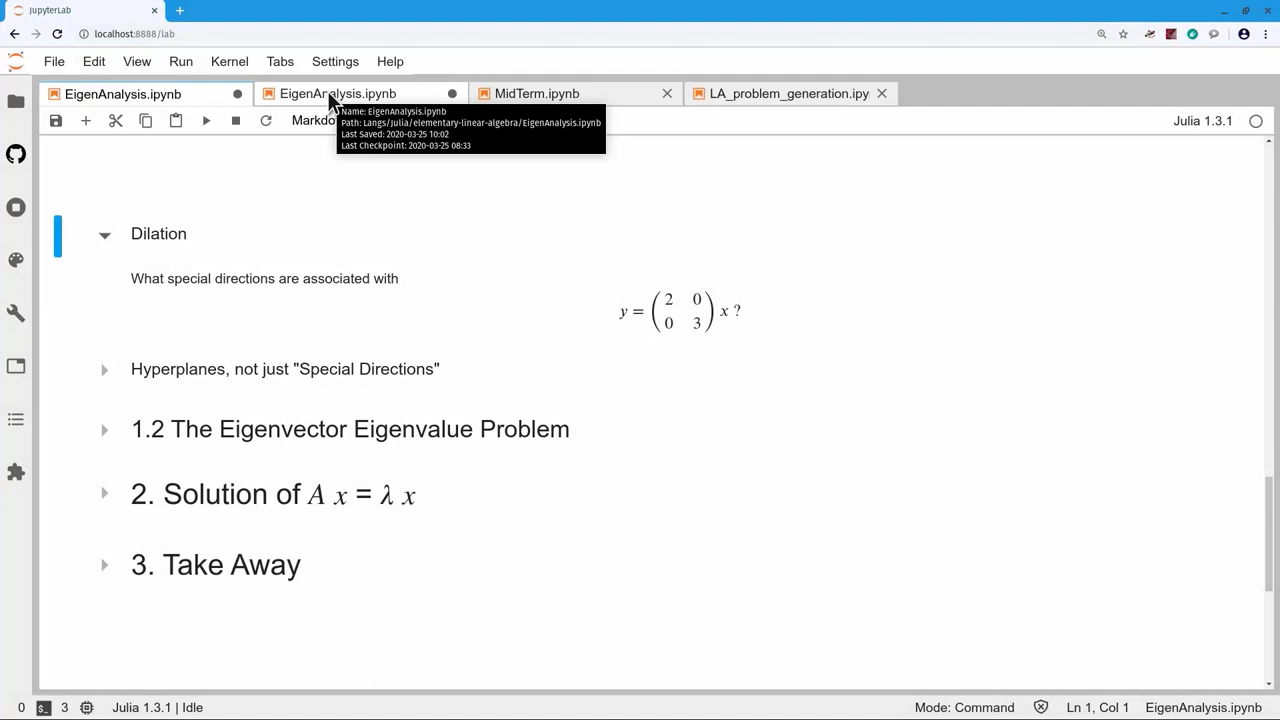 JupyterLab
localhost:8888/lab
File Edit View Run Kernel Tabs Settings Help
EigenAnalysis.ipynb EigenAnalysis.ipynb MidTerm.ipynb LA_problem_generation.ipy
Markdo Julia 1.3.1
Name: EigenAnalysis.ipynb
Path: Langs/Julia/elementary-linear-algebra/EigenAnalysis.ipynb
Last Saved: 2020-03-25 10:02
Last Checkpoint: 2020-03-25 08:33
Dilation
What special directions are associated with
y = ( 2 0
0 3 ) x ?
Hyperplanes, not just "Special Directions"
1.2 The Eigenvector Eigenvalue Problem
2. Solution of A x = λ x
3. Take Away
0 3 Julia 1.3.1 | Idle Mode: Command Ln 1, Col 1 EigenAnalysis.ipynb